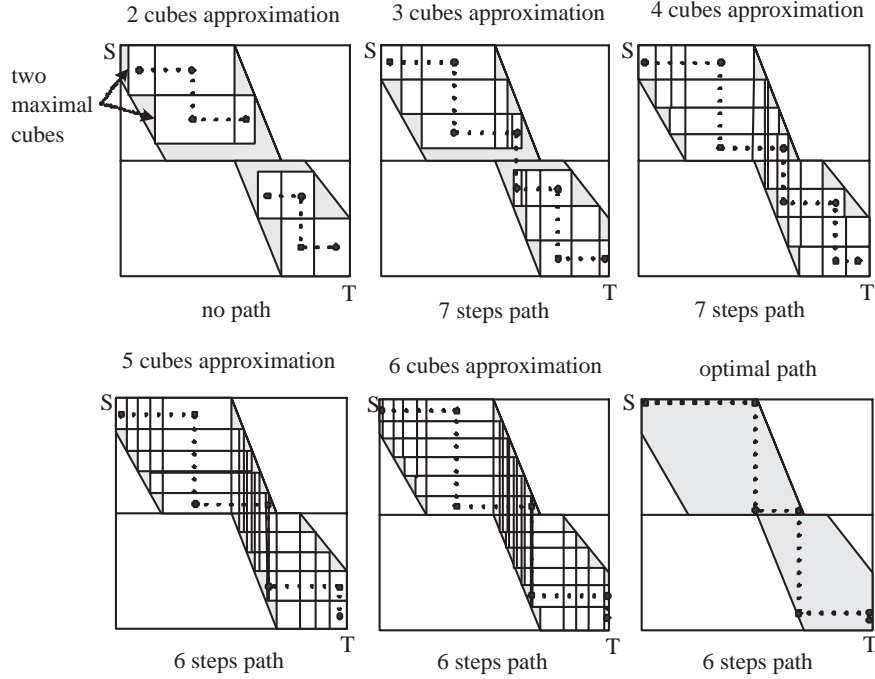 2 cubes approximation
3 cubes approximation
4 cubes approximation
S
S
S
two
maximal
cubes
T
T
T
no path
7 steps path
7 steps path
5 cubes approximation
6 cubes approximation
optimal path
S
S
S
T
T
T
6 steps path
6 steps path
6 steps path